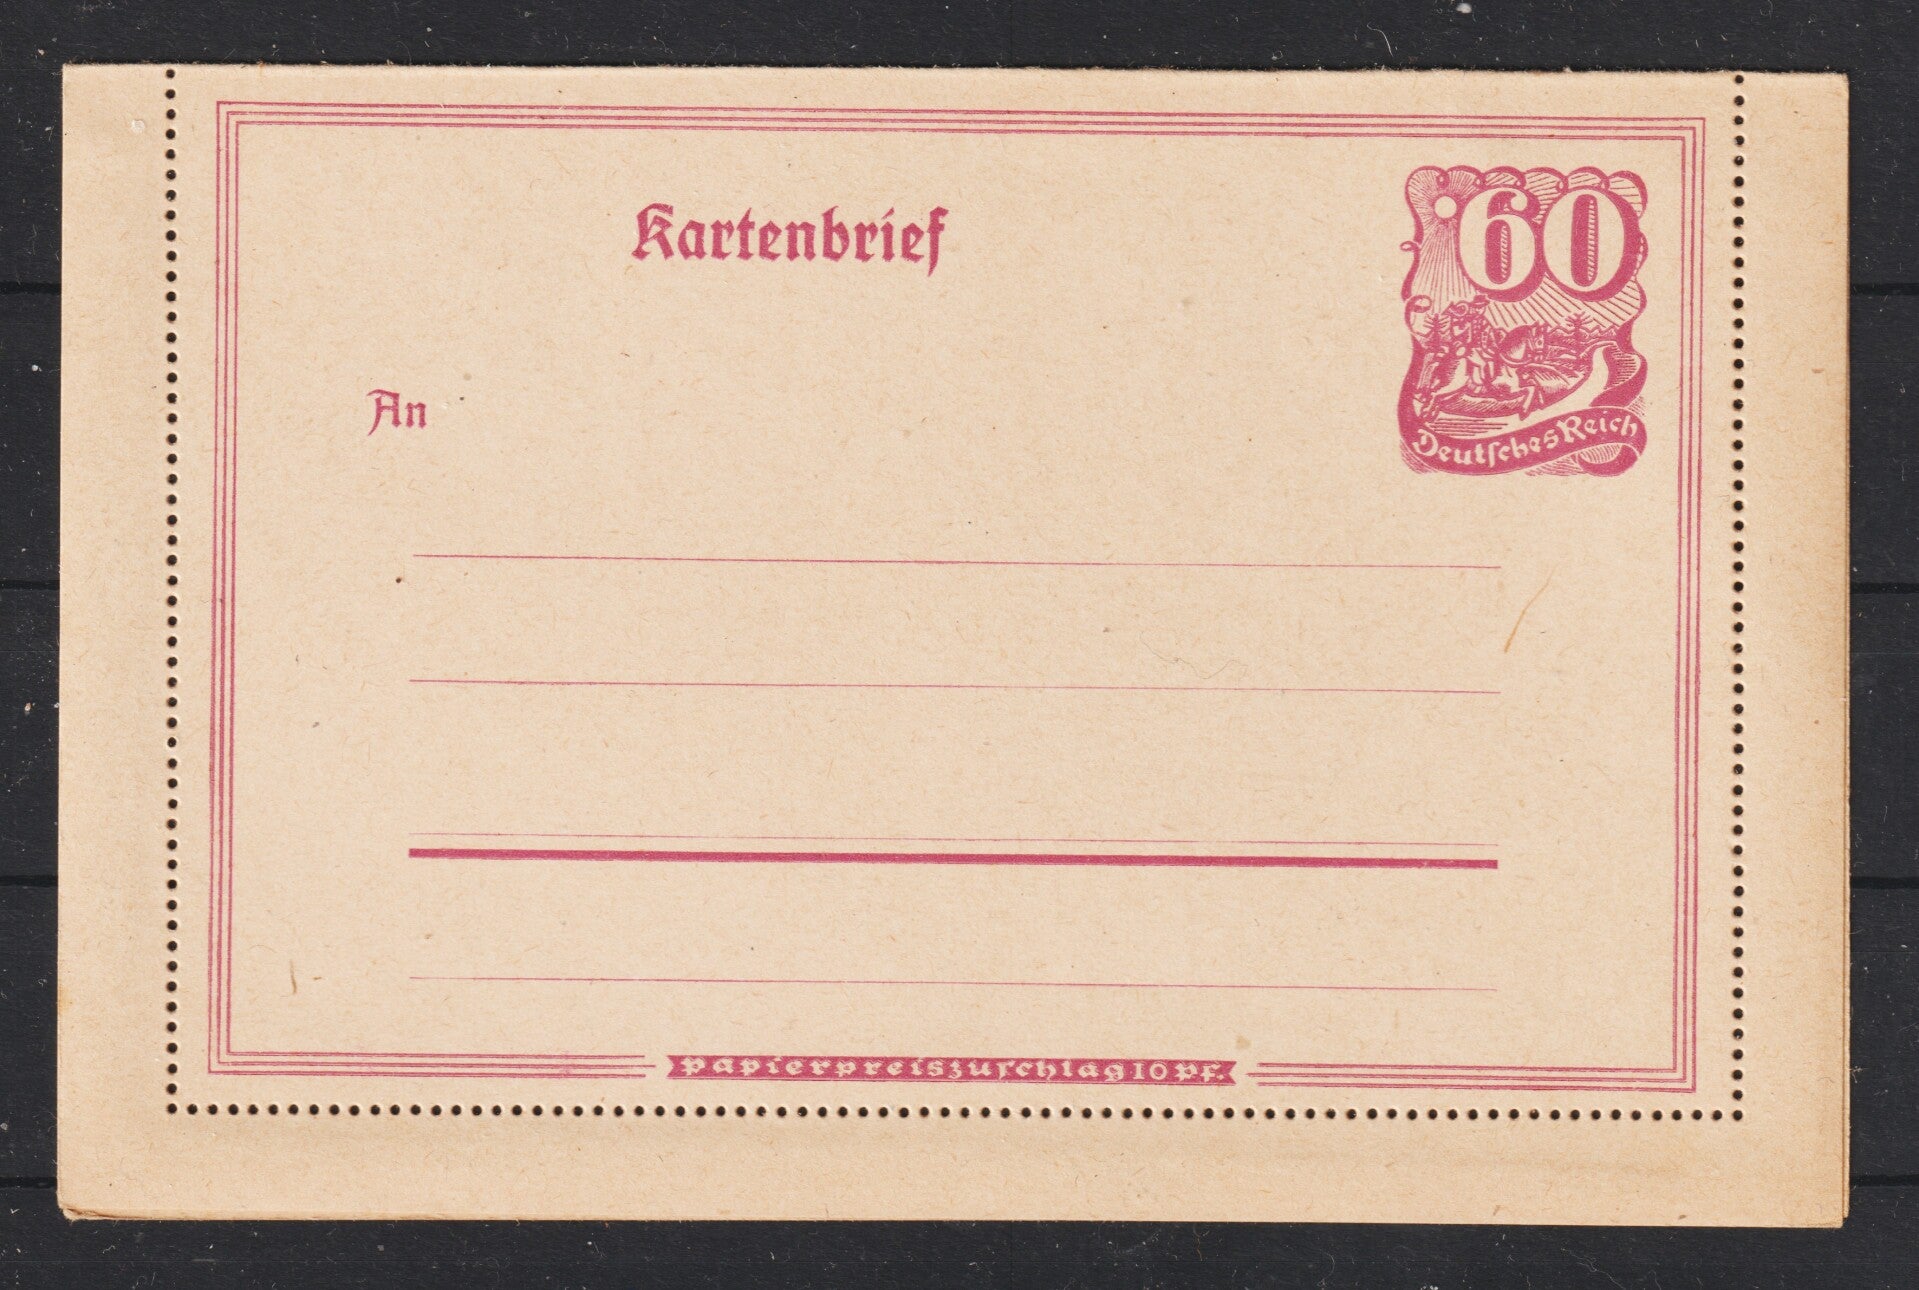 60
Kartenbrief
An
Deutſches Reich
Papierpreiszuſchlag 10 Pf.